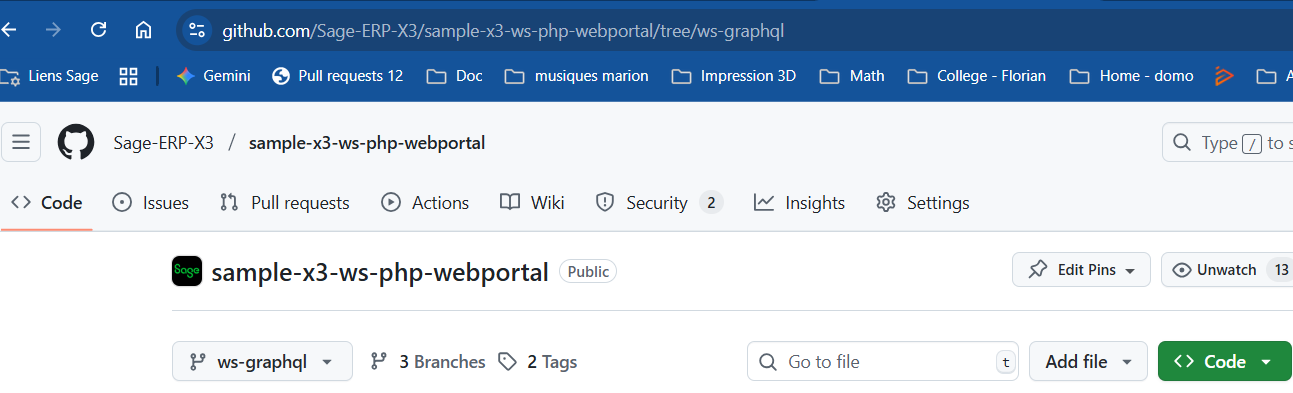 github.com/Sage-ERP-X3/sample-x3-ws-php-webportal/tree/ws-graphql
Liens Sage Gemini Pull requests 12 Doc musiques marion Impression 3D Math College - Florian Home - domo A
Sage-ERP-X3 / sample-x3-ws-php-webportal Type / to s
Code Issues Pull requests Actions Wiki Security 2 Insights Settings
Sage sample-x3-ws-php-webportal Public Edit Pins Unwatch 13
ws-graphql 3 Branches 2 Tags Go to file t Add file Code